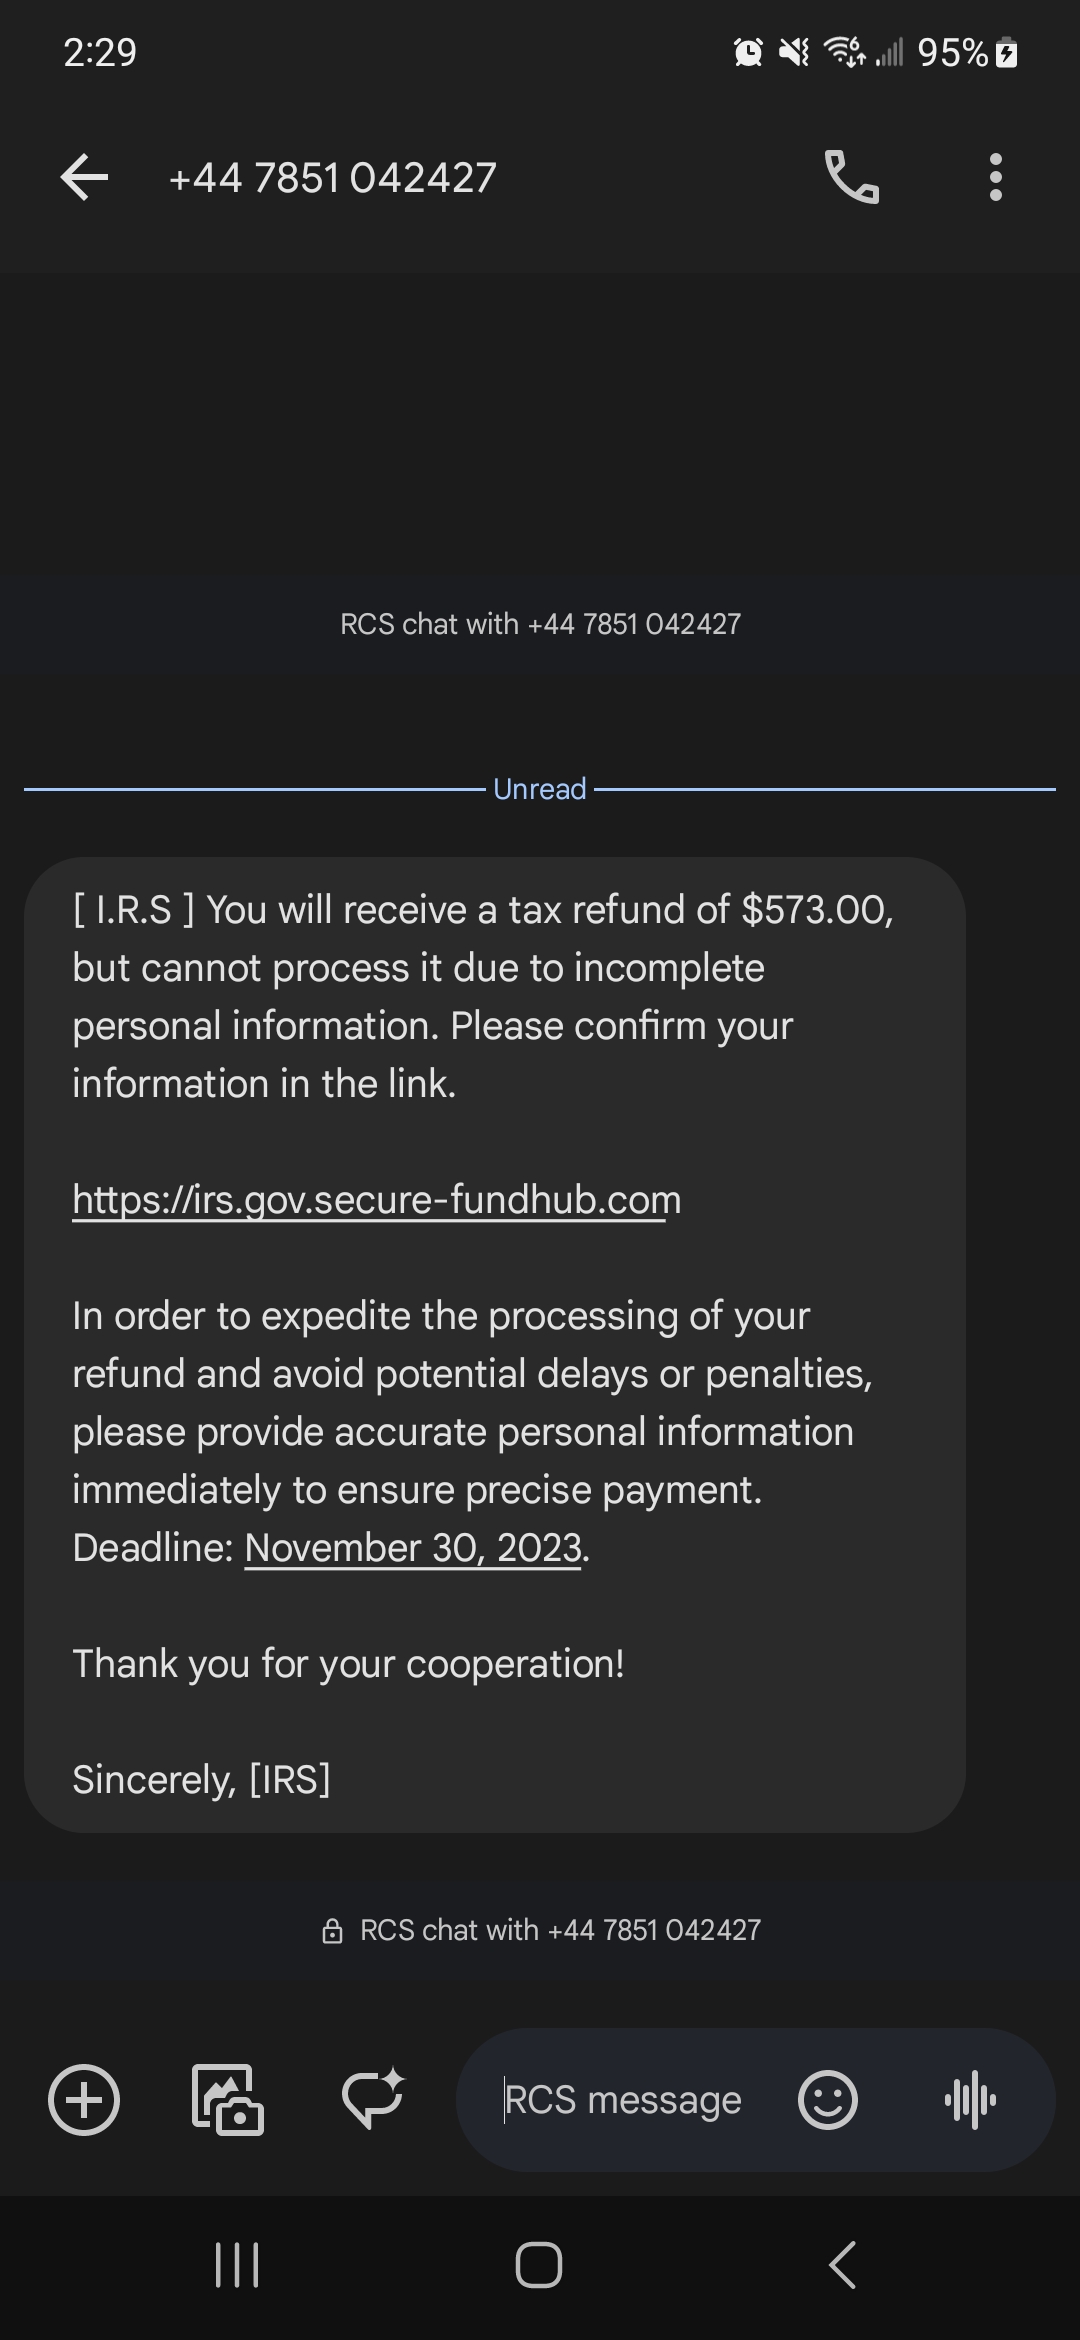 2:29
95%
+44 7851 042427
RCS chat with +44 7851 042427
Unread
[ I.R.S ] You will receive a tax refund of $573.00,
but cannot process it due to incomplete
personal information. Please confirm your
information in the link.
https://irs.gov.secure-fundhub.com
In order to expedite the processing of your
refund and avoid potential delays or penalties,
please provide accurate personal information
immediately to ensure precise payment.
Deadline: November 30, 2023.
Thank you for your cooperation!
Sincerely, [IRS]
RCS chat with +44 7851 042427
RCS message